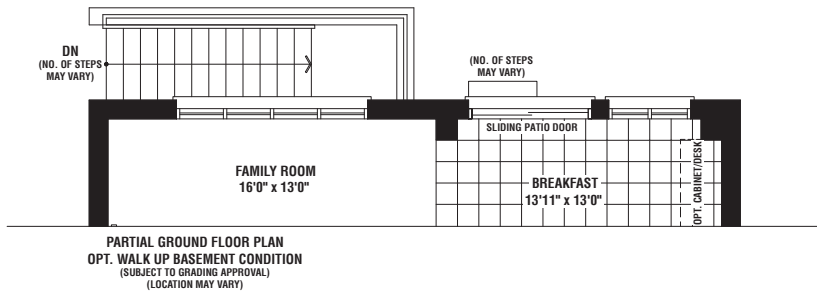 DN
(NO. OF STEPS
MAY VARY)
(NO. OF STEPS
MAY VARY)
SLIDING PATIO DOOR
FAMILY ROOM
16'0" x 13'0"
BREAKFAST
13'11" x 13'0"
OPT. CABINET/DESK
PARTIAL GROUND FLOOR PLAN
OPT. WALK UP BASEMENT CONDITION
(SUBJECT TO GRADING APPROVAL)
(LOCATION MAY VARY)